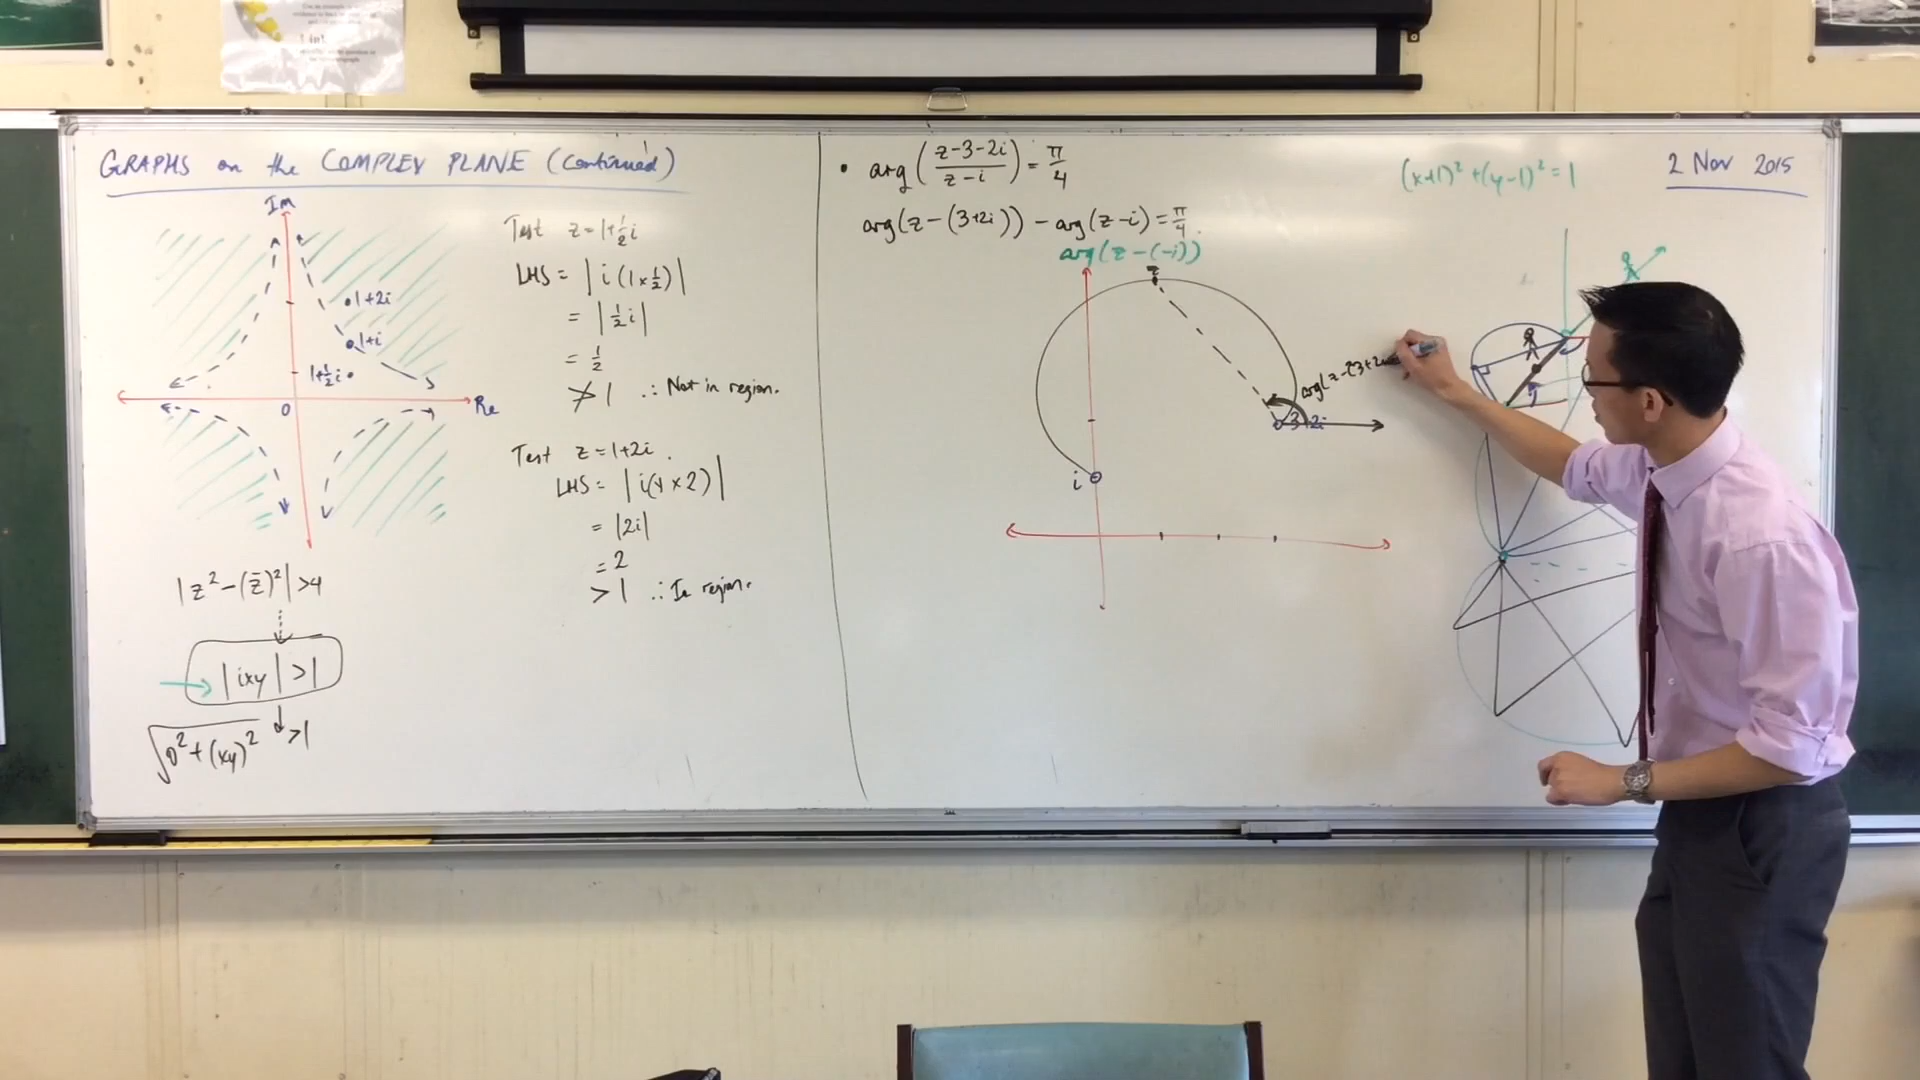 GRAPHS on the COMPLEX PLANE (Continued)
Im
1+2i
1+i
1+½i
0
Re
|z² - (z̄)²| > 4
|ixy| > 1
√(0² + (xy)²) > 1
Test z = 1+½i
LHS = |i(1×½)|
= |½i|
= ½
≯ 1 ∴ Not in region.
Test z = 1+2i.
LHS = |i(1×2)|
= |2i|
= 2
> 1 ∴ In region.
• arg((z-3-2i)/(z-i)) = π/4
arg(z-(3+2i)) - arg(z-i) = π/4.
arg(z-(-i))
z
arg(z-(3+2i
3+2i
i
(x+1)² + (y-1)² = 1
2 Nov 2015